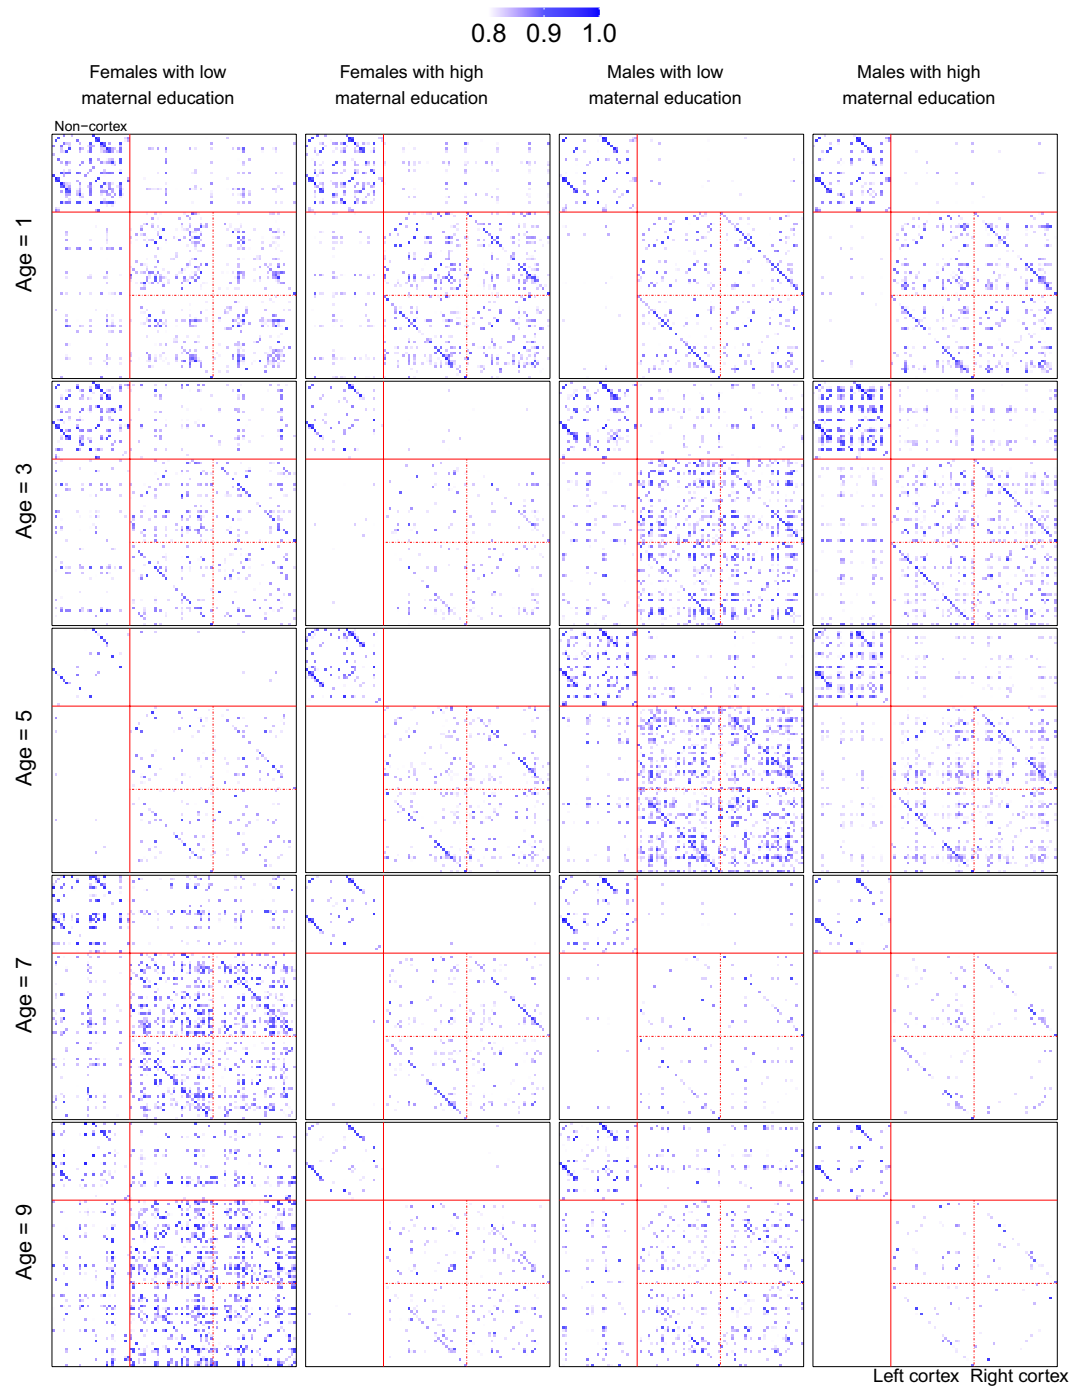 0.8 0.9 1.0
Females with low
maternal education
Females with high
maternal education
Males with low
maternal education
Males with high
maternal education
Non−cortex
Age = 1
Age = 3
Age = 5
Age = 7
Age = 9
Left cortex Right cortex